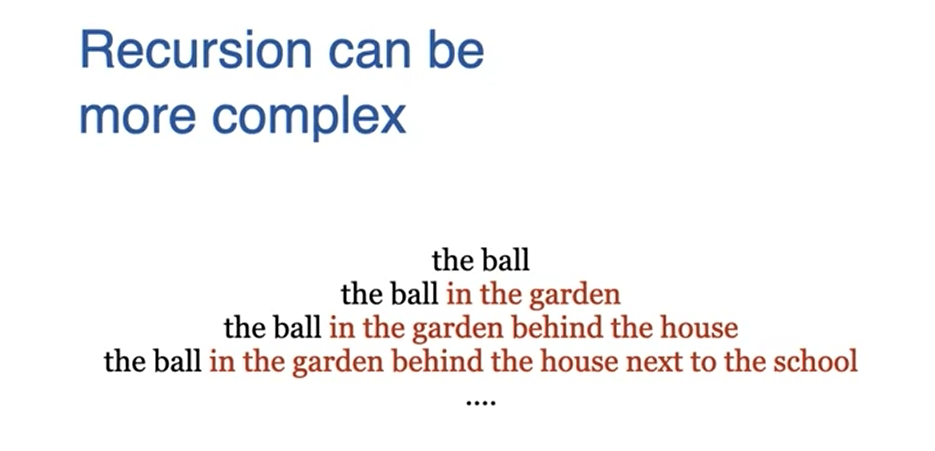 Recursion can be
more complex
the ball
the ball in the garden
the ball in the garden behind the house
the ball in the garden behind the house next to the school
....